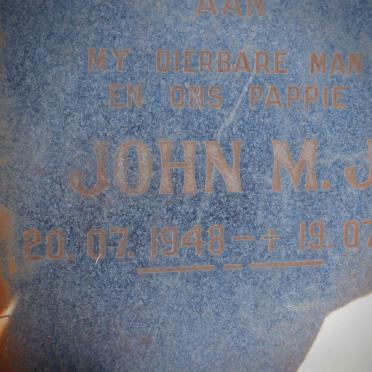 AAN
MY DIERBARE MAN
EN ONS PAPPIE
JOHN M. J
20. 07. 1948 – † 19. 07